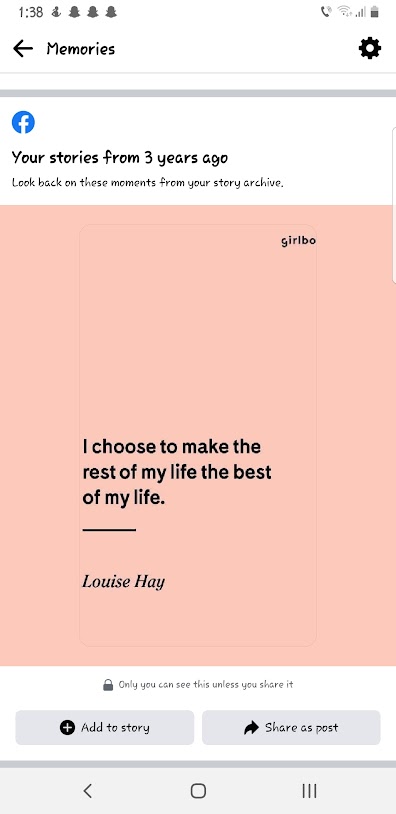 1:38
Memories
Your stories from 3 years ago
Look back on these moments from your story archive.
girlbo
I choose to make the
rest of my life the best
of my life.
Louise Hay
Only you can see this unless you share it
Add to story
Share as post